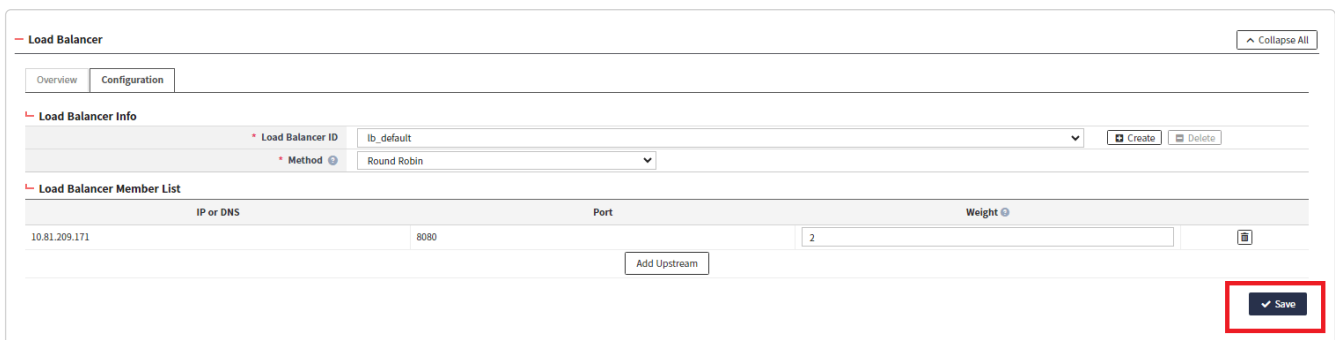 Load Balancer
Collapse All
Overview Configuration
Load Balancer Info
* Load Balancer ID lb_default Create Delete
* Method Round Robin
Load Balancer Member List
IP or DNS Port Weight
10.81.209.171 8080 2
Add Upstream
Save